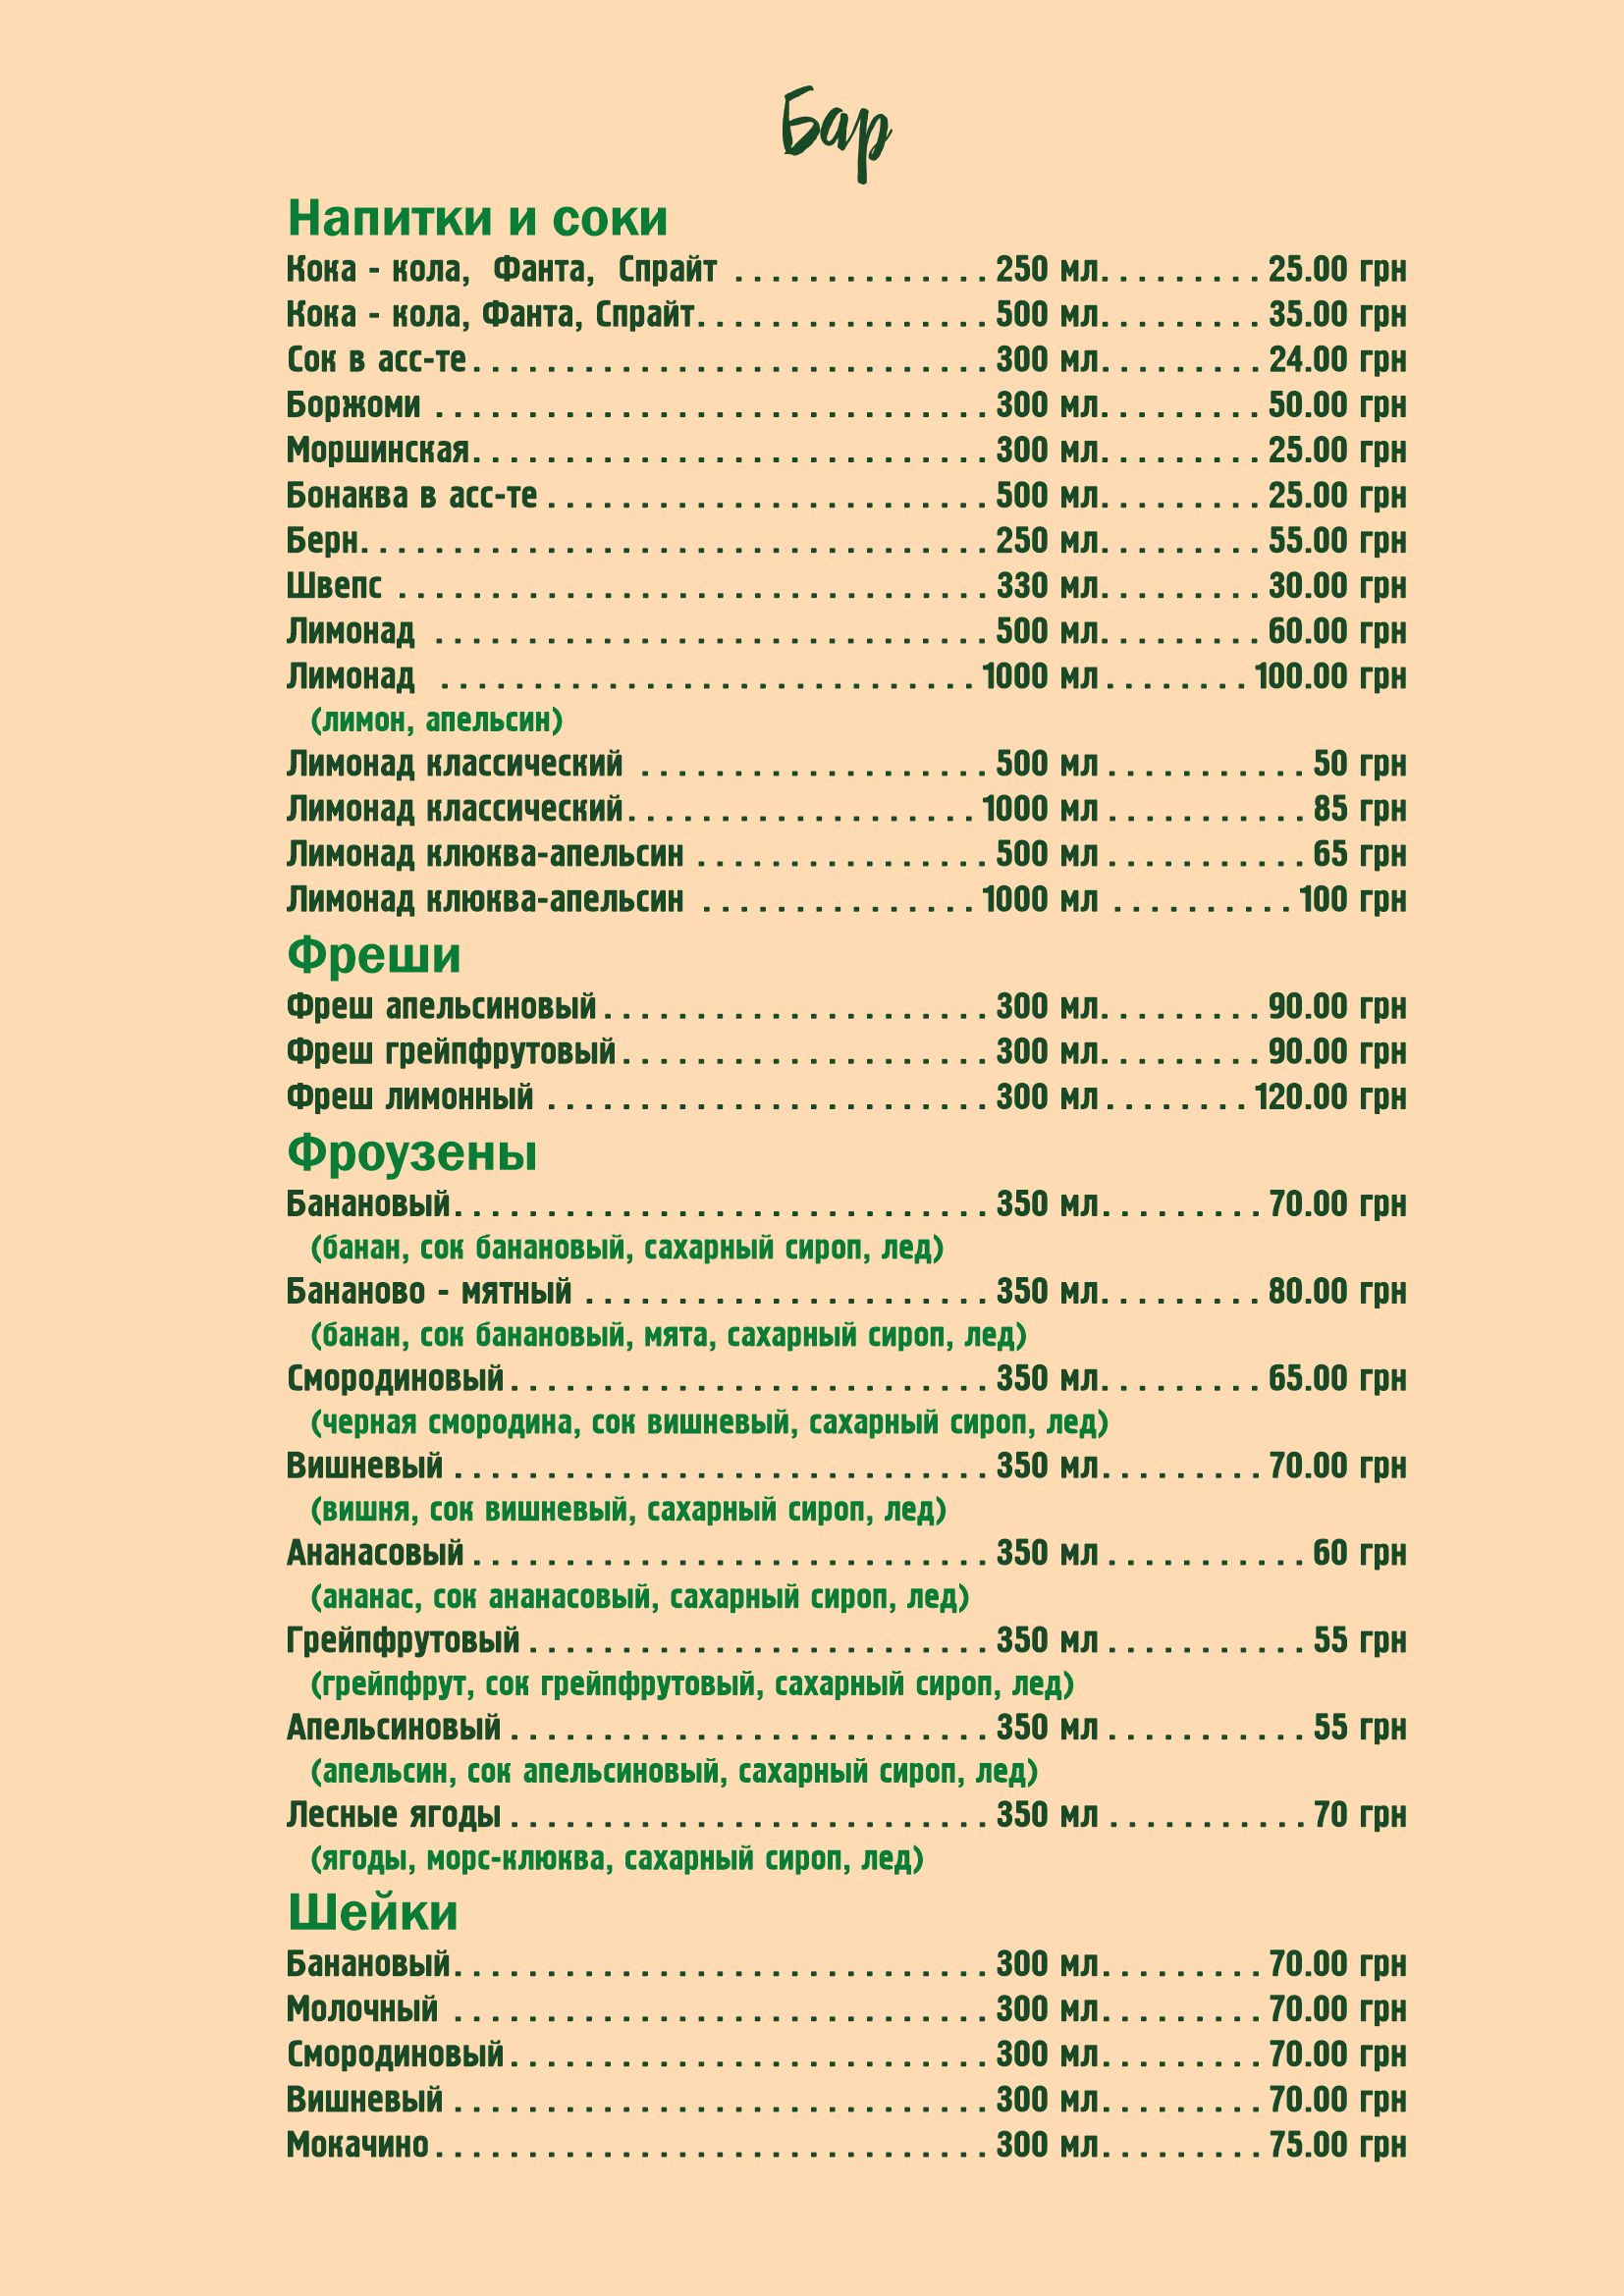 Бар
Напитки и соки
Кока - кола, Фанта, Спрайт . . . . . . . . . . . . . . 250 мл. . . . . . . . . 25.00 грн
Кока - кола, Фанта, Спрайт. . . . . . . . . . . . . . . . 500 мл. . . . . . . . . 35.00 грн
Сок в асс-те . . . . . . . . . . . . . . . . . . . . . . . . . . . . 300 мл. . . . . . . . . 24.00 грн
Боржоми . . . . . . . . . . . . . . . . . . . . . . . . . . . . . . 300 мл. . . . . . . . . 50.00 грн
Моршинская. . . . . . . . . . . . . . . . . . . . . . . . . . . . 300 мл. . . . . . . . . 25.00 грн
Бонаква в асс-те . . . . . . . . . . . . . . . . . . . . . . . . 500 мл. . . . . . . . . 25.00 грн
Берн. . . . . . . . . . . . . . . . . . . . . . . . . . . . . . . . . . 250 мл. . . . . . . . . 55.00 грн
Швепс . . . . . . . . . . . . . . . . . . . . . . . . . . . . . . . . 330 мл. . . . . . . . . 30.00 грн
Лимонад . . . . . . . . . . . . . . . . . . . . . . . . . . . . . . 500 мл. . . . . . . . . 60.00 грн
Лимонад . . . . . . . . . . . . . . . . . . . . . . . . . . . . . 1000 мл . . . . . . . . 100.00 грн
(лимон, апельсин)
Лимонад классический . . . . . . . . . . . . . . . . . . . 500 мл . . . . . . . . . . . 50 грн
Лимонад классический . . . . . . . . . . . . . . . . . . . 1000 мл . . . . . . . . . . . 85 грн
Лимонад клюква-апельсин . . . . . . . . . . . . . . . . 500 мл . . . . . . . . . . . 65 грн
Лимонад клюква-апельсин . . . . . . . . . . . . . . . 1000 мл . . . . . . . . . . 100 грн
Фреши
Фреш апельсиновый . . . . . . . . . . . . . . . . . . . . . 300 мл. . . . . . . . . 90.00 грн
Фреш грейпфрутовый . . . . . . . . . . . . . . . . . . . . 300 мл. . . . . . . . . 90.00 грн
Фреш лимонный . . . . . . . . . . . . . . . . . . . . . . . . 300 мл . . . . . . . . 120.00 грн
Фроузены
Банановый. . . . . . . . . . . . . . . . . . . . . . . . . . . . . 350 мл. . . . . . . . . 70.00 грн
(банан, сок банановый, сахарный сироп, лед)
Бананово - мятный . . . . . . . . . . . . . . . . . . . . . . 350 мл. . . . . . . . . 80.00 грн
(банан, сок банановый, мята, сахарный сироп, лед)
Смородиновый . . . . . . . . . . . . . . . . . . . . . . . . . . 350 мл. . . . . . . . . 65.00 грн
(черная смородина, сок вишневый, сахарный сироп, лед)
Вишневый . . . . . . . . . . . . . . . . . . . . . . . . . . . . . 350 мл. . . . . . . . . 70.00 грн
(вишня, сок вишневый, сахарный сироп, лед)
Ананасовый . . . . . . . . . . . . . . . . . . . . . . . . . . . . 350 мл . . . . . . . . . . . 60 грн
(ананас, сок ананасовый, сахарный сироп, лед)
Грейпфрутовый . . . . . . . . . . . . . . . . . . . . . . . . . 350 мл . . . . . . . . . . . 55 грн
(грейпфрут, сок грейпфрутовый, сахарный сироп, лед)
Апельсиновый . . . . . . . . . . . . . . . . . . . . . . . . . . 350 мл . . . . . . . . . . . 55 грн
(апельсин, сок апельсиновый, сахарный сироп, лед)
Лесные ягоды . . . . . . . . . . . . . . . . . . . . . . . . . . 350 мл . . . . . . . . . . . 70 грн
(ягоды, морс-клюква, сахарный сироп, лед)
Шейки
Банановый. . . . . . . . . . . . . . . . . . . . . . . . . . . . . 300 мл. . . . . . . . . 70.00 грн
Молочный . . . . . . . . . . . . . . . . . . . . . . . . . . . . . 300 мл. . . . . . . . . 70.00 грн
Смородиновый . . . . . . . . . . . . . . . . . . . . . . . . . . 300 мл. . . . . . . . . 70.00 грн
Вишневый . . . . . . . . . . . . . . . . . . . . . . . . . . . . . 300 мл. . . . . . . . . 70.00 грн
Мокачино . . . . . . . . . . . . . . . . . . . . . . . . . . . . . . 300 мл. . . . . . . . . 75.00 грн